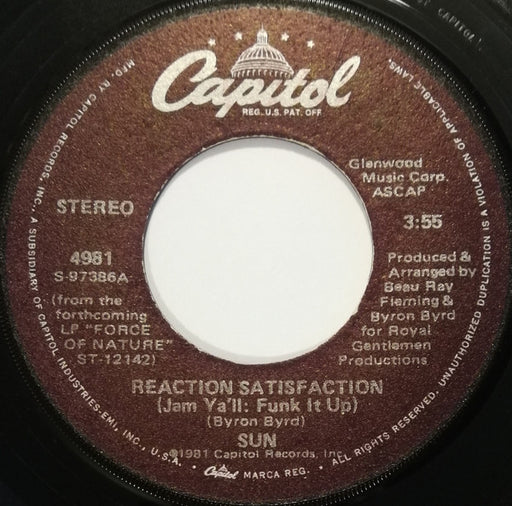 Capitol
REG. U.S. PAT. OFF
Glenwood
Music Corp.
ASCAP
STEREO
3:55
4981
S-97386A
(from the
forthcoming
LP "FORCE
OF NATURE"
ST-12142)
Produced &
Arranged by
Beau Ray
Fleming &
Byron Byrd
for Royal
Gentlemen
Productions
REACTION SATISFACTION
(Jam Ya'll: Funk It Up)
(Byron Byrd)
SUN
©1981 Capitol Records, Inc.
MFD. BY CAPITOL RECORDS, INC., A SUBSIDIARY OF CAPITOL INDUSTRIES-EMI, INC., U.S.A. • Capitol MARCA REG. • ALL RIGHTS RESERVED. UNAUTHORIZED DUPLICATION IS A VIOLATION OF APPLICABLE LAWS.
OF CAPITOL